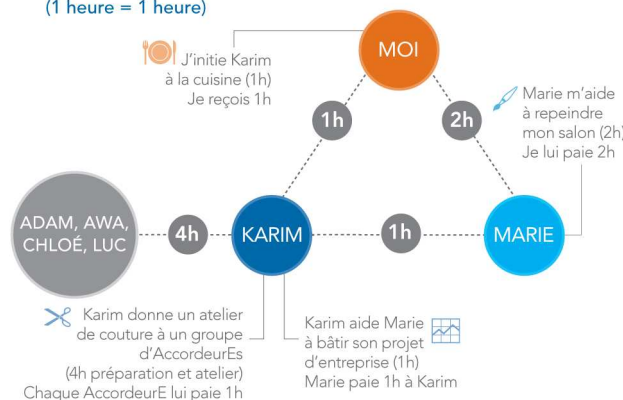 (1 heure = 1 heure)
MOI
J'initie Karim
à la cuisine (1h)
Je reçois 1h
Marie m'aide
à repeindre
mon salon (2h)
Je lui paie 2h
1h
2h
ADAM, AWA,
CHLOÉ, LUC
4h
KARIM
1h
MARIE
Karim donne un atelier
de couture à un groupe
d'AccordeurEs
(4h préparation et atelier)
Chaque AccordeurE lui paie 1h
Karim aide Marie
à bâtir son projet
d'entreprise (1h)
Marie paie 1h à Karim